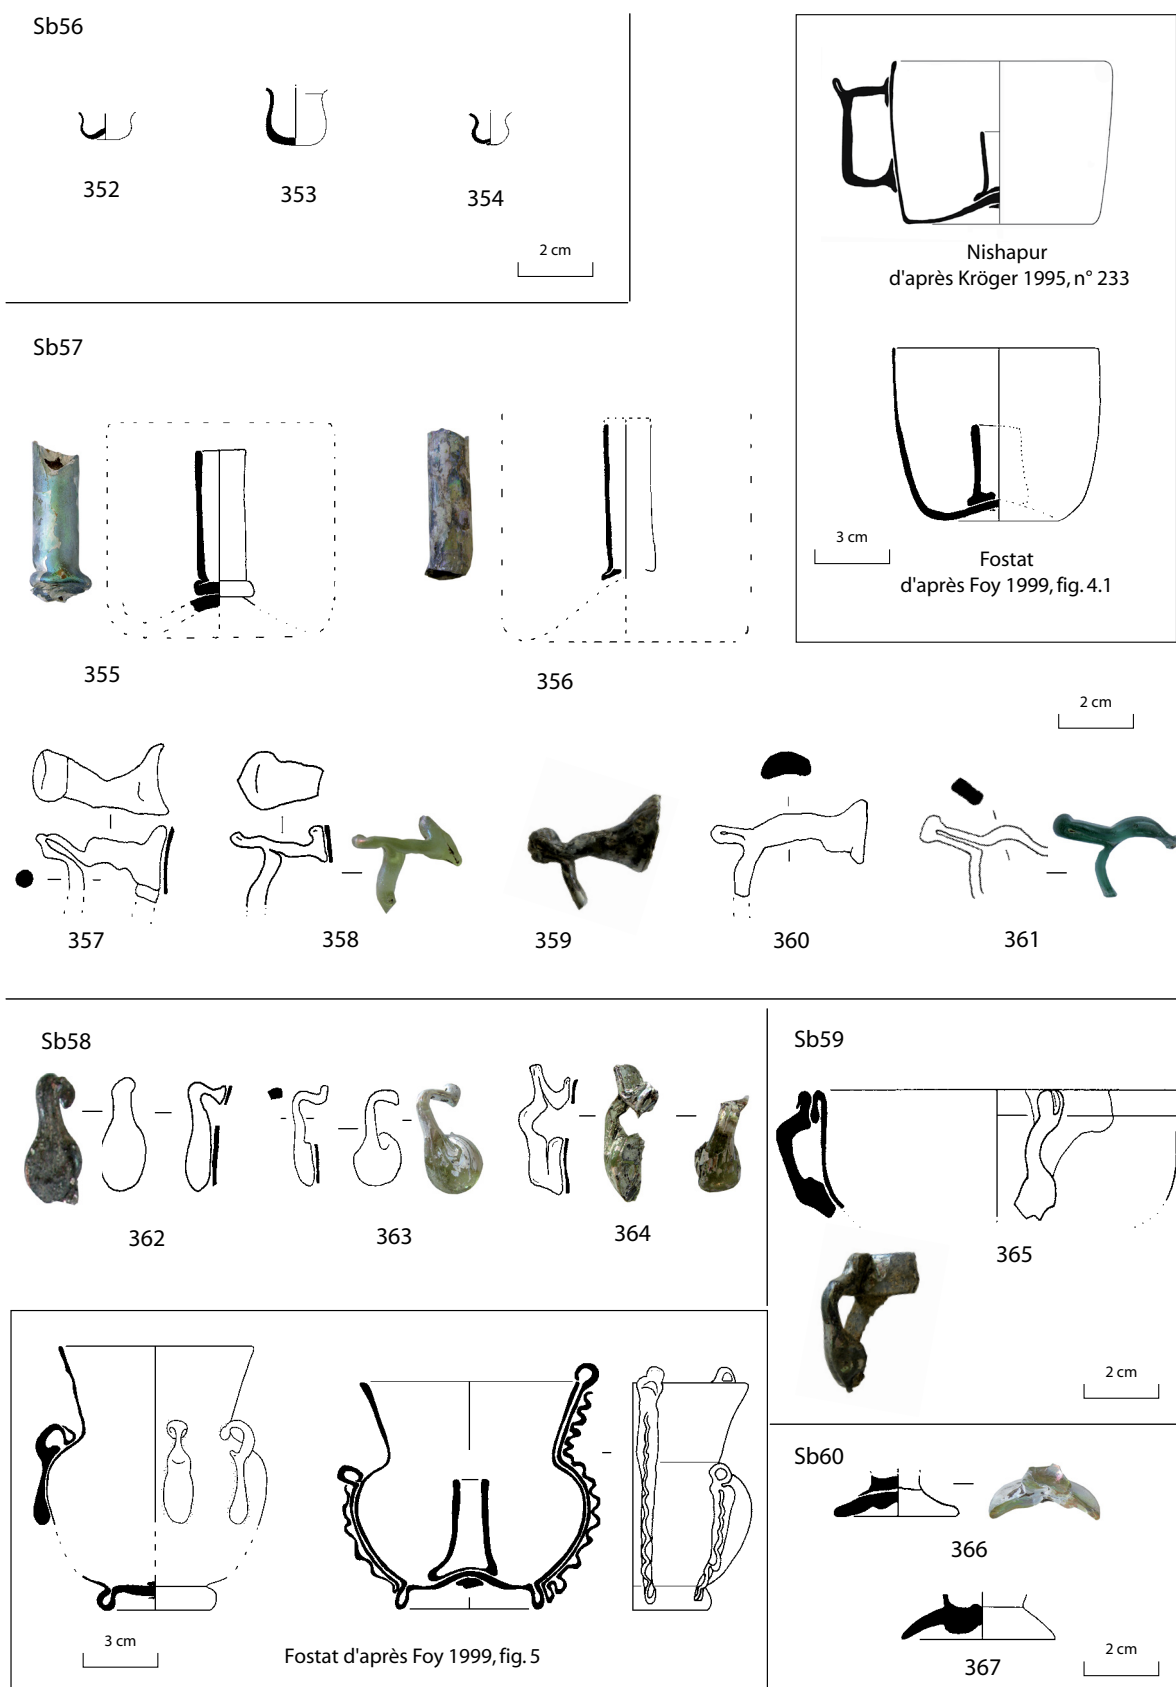 Sb56
352
353
354
2 cm
Nishapur
d'après Kröger 1995, n° 233
3 cm
Fostat
d'après Foy 1999, fig. 4.1
Sb57
355
356
2 cm
357
358
359
360
361
Sb58
362
363
364
Sb59
365
2 cm
3 cm
Fostat d'après Foy 1999, fig. 5
Sb60
366
367
2 cm